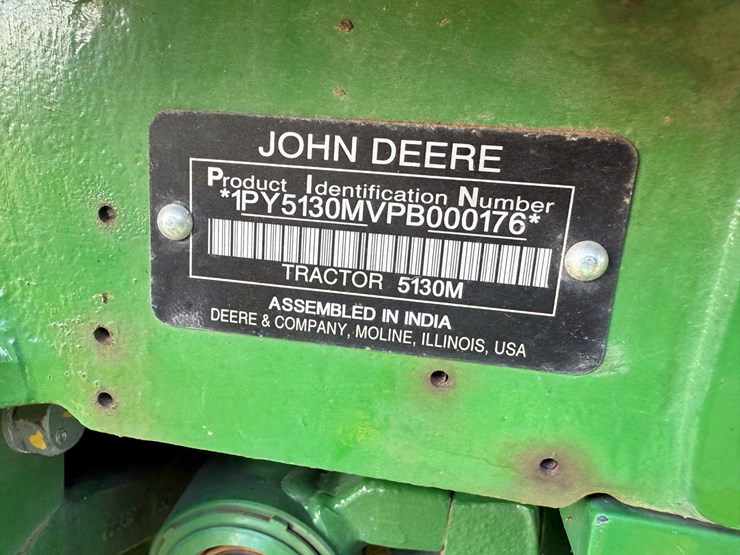 JOHN DEERE
Product Identification Number
*1PY5130MVPB000176*
TRACTOR 5130M
ASSEMBLED IN INDIA
DEERE & COMPANY, MOLINE, ILLINOIS, USA